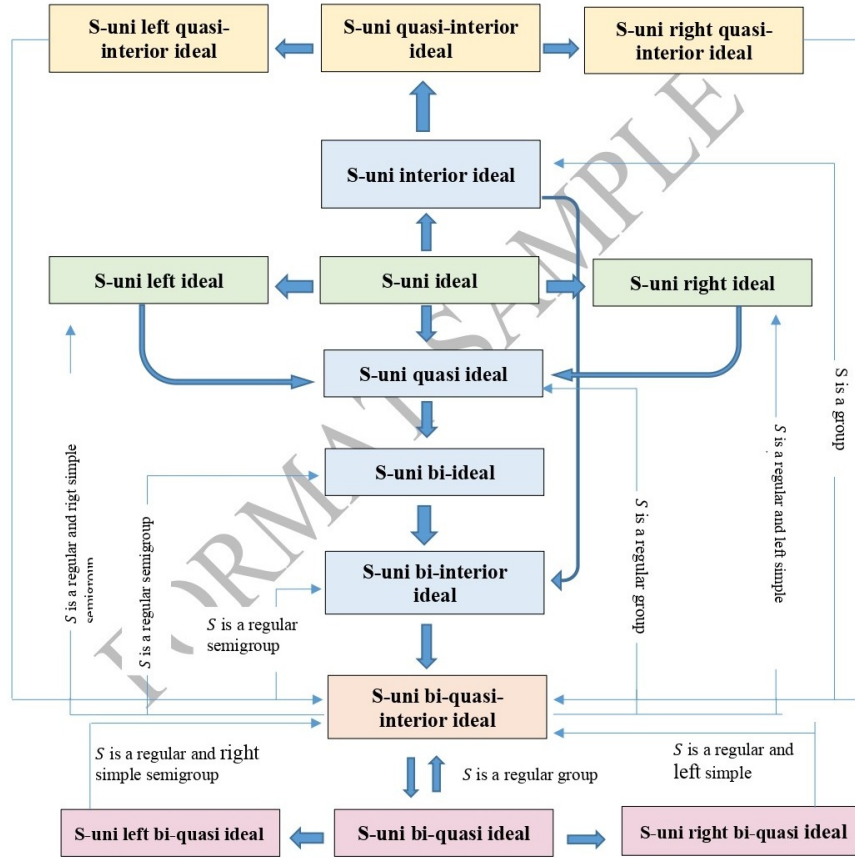 S-uni left quasi-
interior ideal
S-uni quasi-interior
ideal
S-uni right quasi-
interior ideal
S-uni interior ideal
S-uni left ideal
S-uni ideal
S-uni right ideal
S-uni quasi ideal
S is a group
S-uni bi-ideal
S is a regular and rigt simple
semigroup
S is a regular semigroup
S is a regular group
S is a regular and left simple
S-uni bi-interior
ideal
S is a regular
semigroup
S-uni bi-quasi-
interior ideal
S is a regular and right
simple semigroup
S is a regular group
S is a regular and
left simple
S-uni left bi-quasi ideal
S-uni bi-quasi ideal
S-uni right bi-quasi ideal
FORMAT SAMPLE